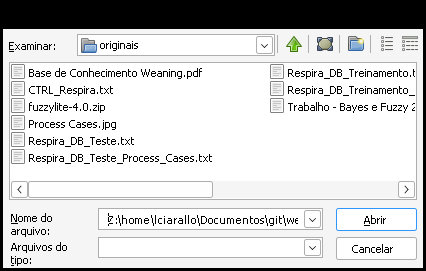 Examinar: originais
Base de Conhecimento Weaning.pdf
CTRL_Respira.txt
fuzzylite-4.0.zip
Process Cases.jpg
Respira_DB_Teste.txt
Respira_DB_Teste_Process_Cases.txt
Respira_DB_Treinamento.t
Respira_DB_Treinamento_
Trabalho - Bayes e Fuzzy 2
Nome do
arquivo:
Z:\home\lciarallo\Documentos\git\we
Abrir
Arquivos do
tipo:
Cancelar